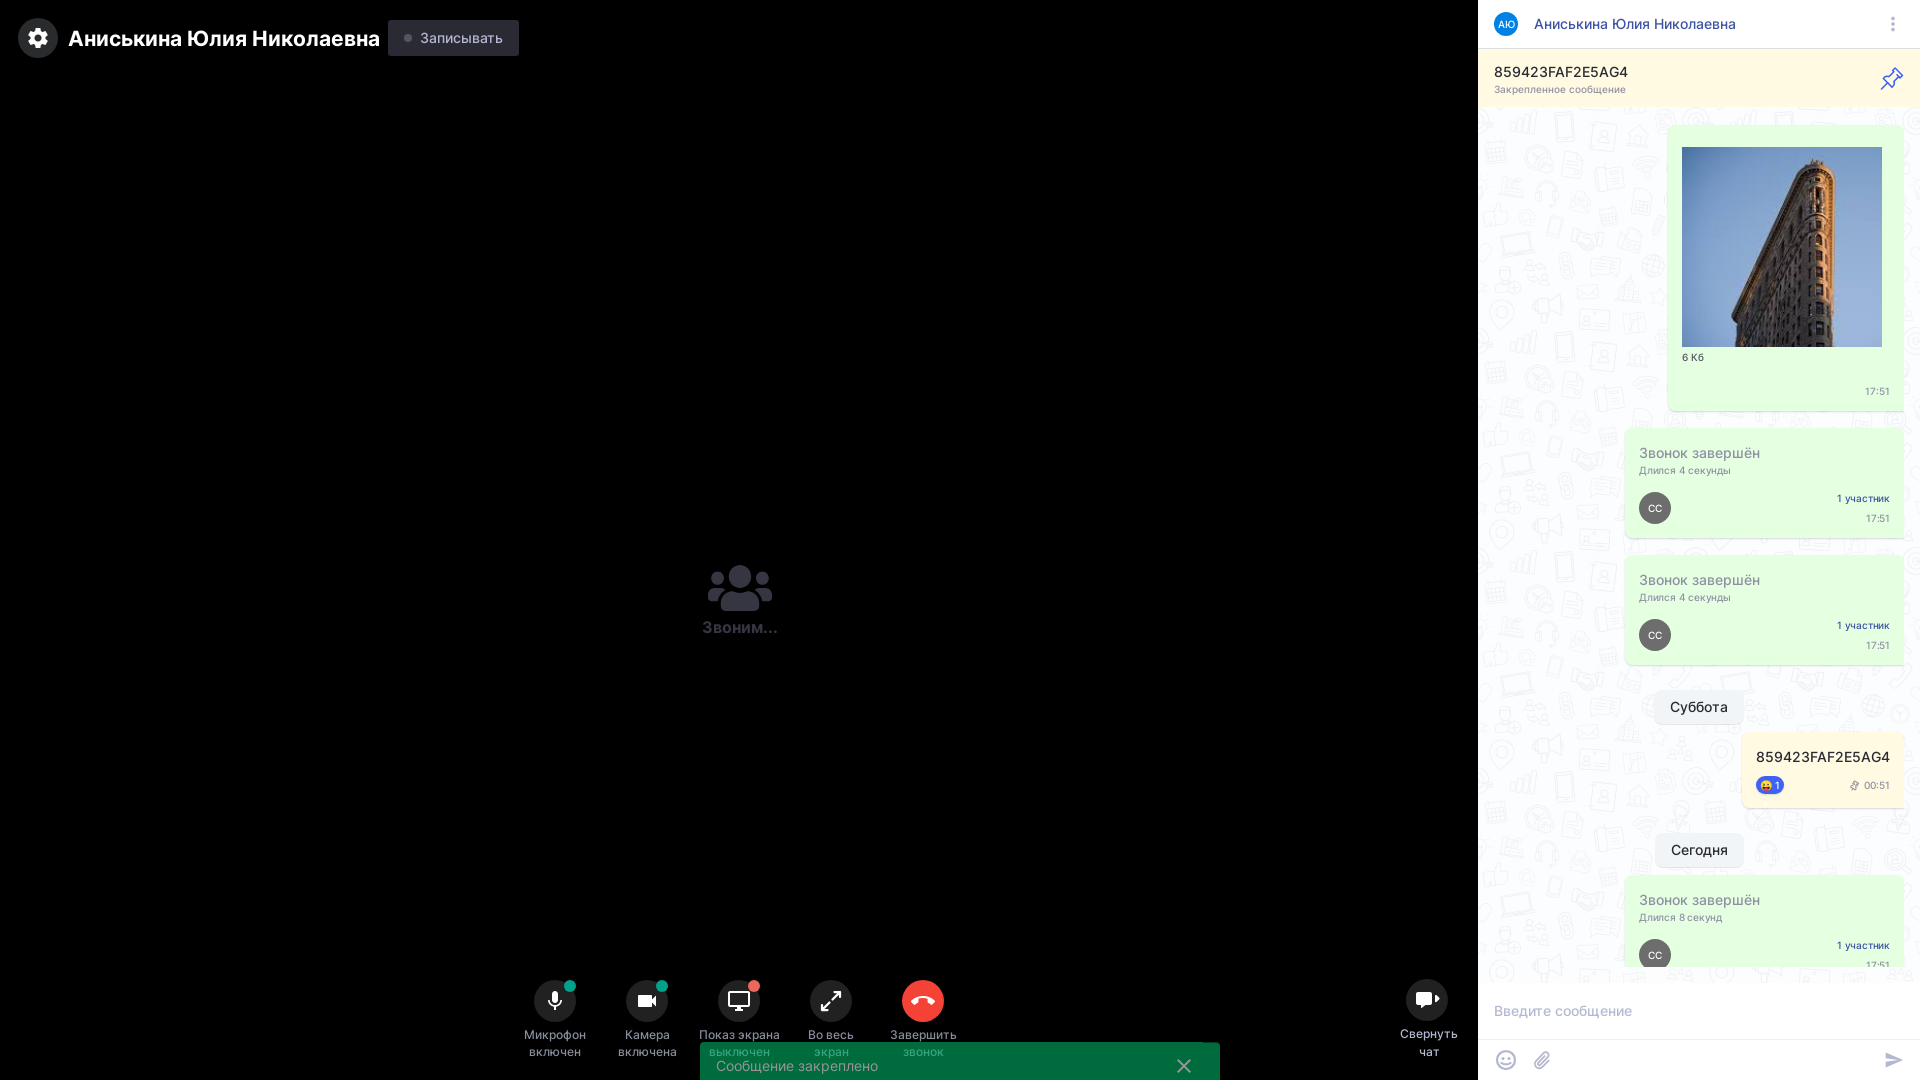 Аниськина Юлия Николаевна
Записывать
Звоним...
Микрофон
включен
Камера
включена
Показ экрана
выключен
Во весь
экран
Завершить
звонок
Свернуть
чат
Сообщение закреплено
АЮ
Аниськина Юлия Николаевна
859423FAF2E5AG4
Закрепленное сообщение
6 Кб
17:51
Звонок завершён
Длился 4 секунды
СС
1 участник
17:51
Звонок завершён
Длился 4 секунды
СС
1 участник
17:51
Суббота
859423FAF2E5AG4
1
00:51
Сегодня
Звонок завершён
Длился 8 секунд
СС
1 участник
17:51
Введите сообщение